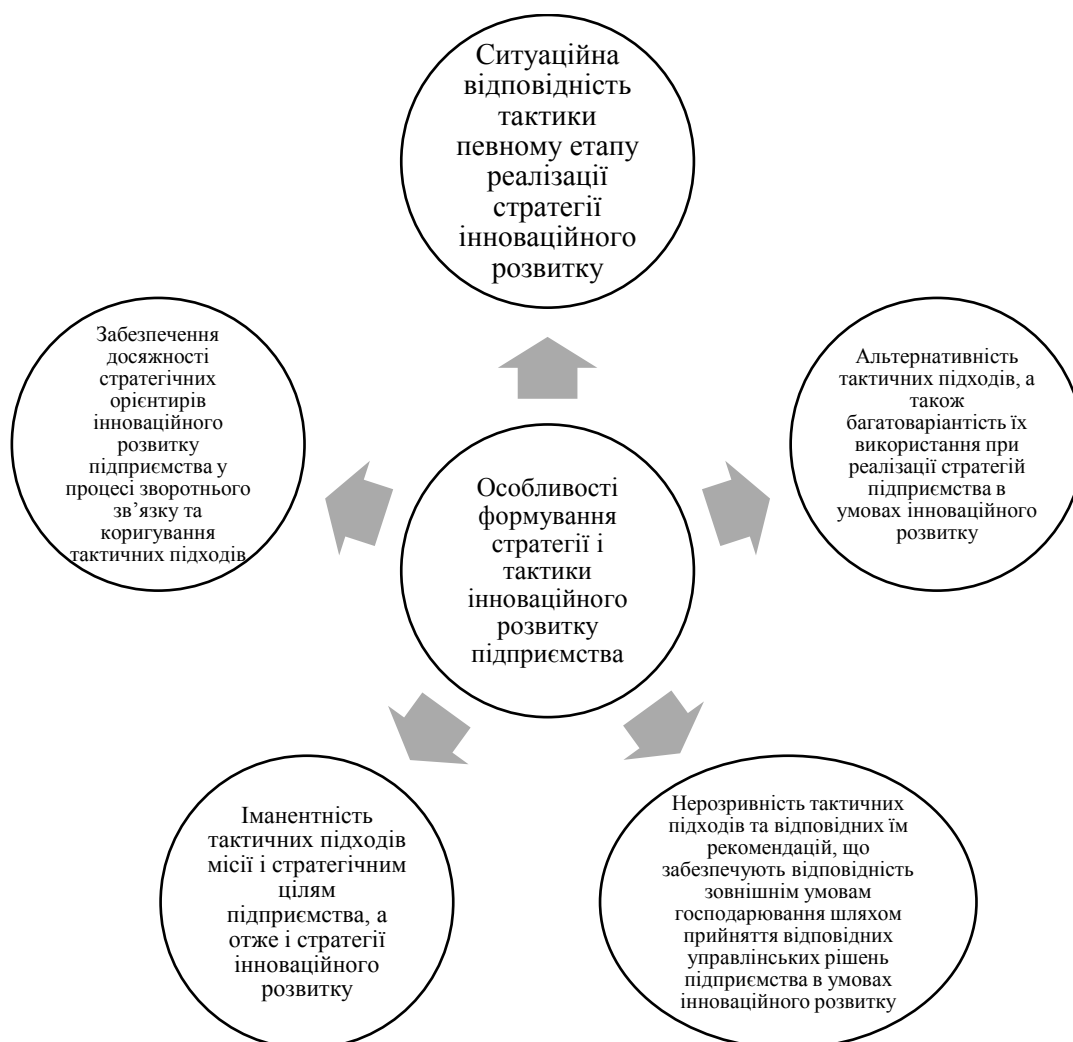 Ситуаційна
відповідність
тактики
певному етапу
реалізації
стратегії
інноваційного
розвитку
Забезпечення
досяжності
стратегічних
орієнтирів
інноваційного
розвитку
підприємства у
процесі зворотнього
зв’язку та
коригування
тактичних підходів
Альтернативність
тактичних підходів, а
також
багатоваріантість їх
використання при
реалізації стратегій
підприємства в
умовах інноваційного
розвитку
Особливості
формування
стратегії і
тактики
інноваційного
розвитку
підприємства
Іманентність
тактичних підходів
місії і стратегічним
цілям
підприємства, а
отже і стратегії
інноваційного
розвитку
Нерозривність тактичних
підходів та відповідних їм
рекомендацій, що
забезпечують відповідність
зовнішнім умовам
господарювання шляхом
прийняття відповідних
управлінських рішень
підприємства в умовах
інноваційного розвитку